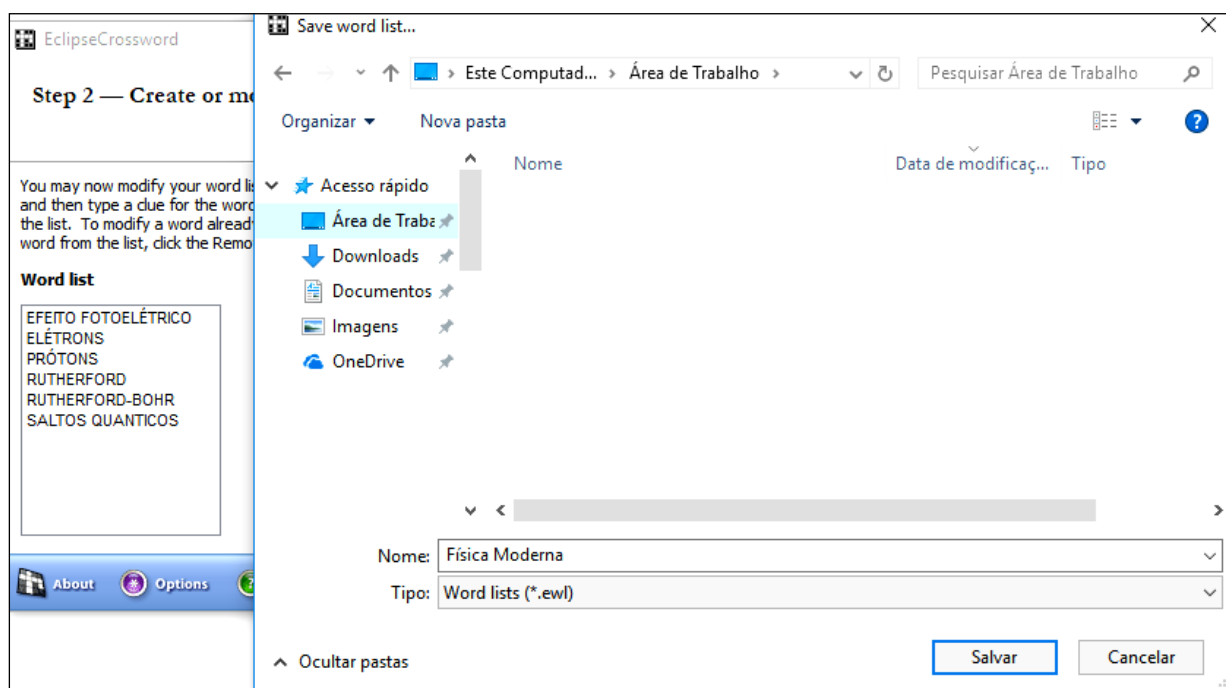 EclipseCrossword
Step 2 — Create or mo
You may now modify your word lis
and then type a clue for the word
the list. To modify a word already
word from the list, click the Remo
Word list
EFEITO FOTOELÉTRICO
ELÉTRONS
PRÓTONS
RUTHERFORD
RUTHERFORD-BOHR
SALTOS QUANTICOS
About Options
Save word list...
Este Computad... Área de Trabalho
Pesquisar Área de Trabalho
Organizar Nova pasta
Nome Data de modificaç... Tipo
Acesso rápido
Área de Traba
Downloads
Documentos
Imagens
OneDrive
Nome: Física Moderna
Tipo: Word lists (*.ewl)
Ocultar pastas
Salvar Cancelar